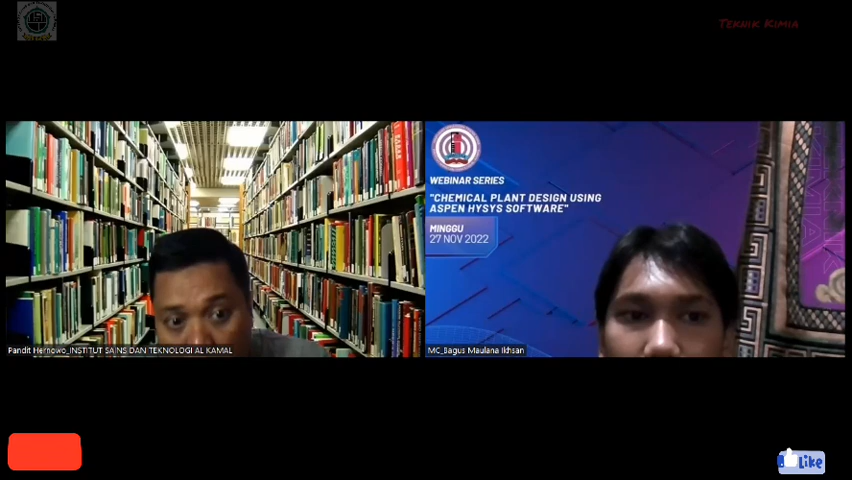 TEKNIK KIMIA
WEBINAR SERIES
"CHEMICAL PLANT DESIGN USING
ASPEN HYSYS SOFTWARE"
MINGGU
27 NOV 2022
Pandit Hernowo_INSTITUT SAINS DAN TEKNOLOGI AL KAMAL
MC_Bagus Maulana Ikhsan
Like